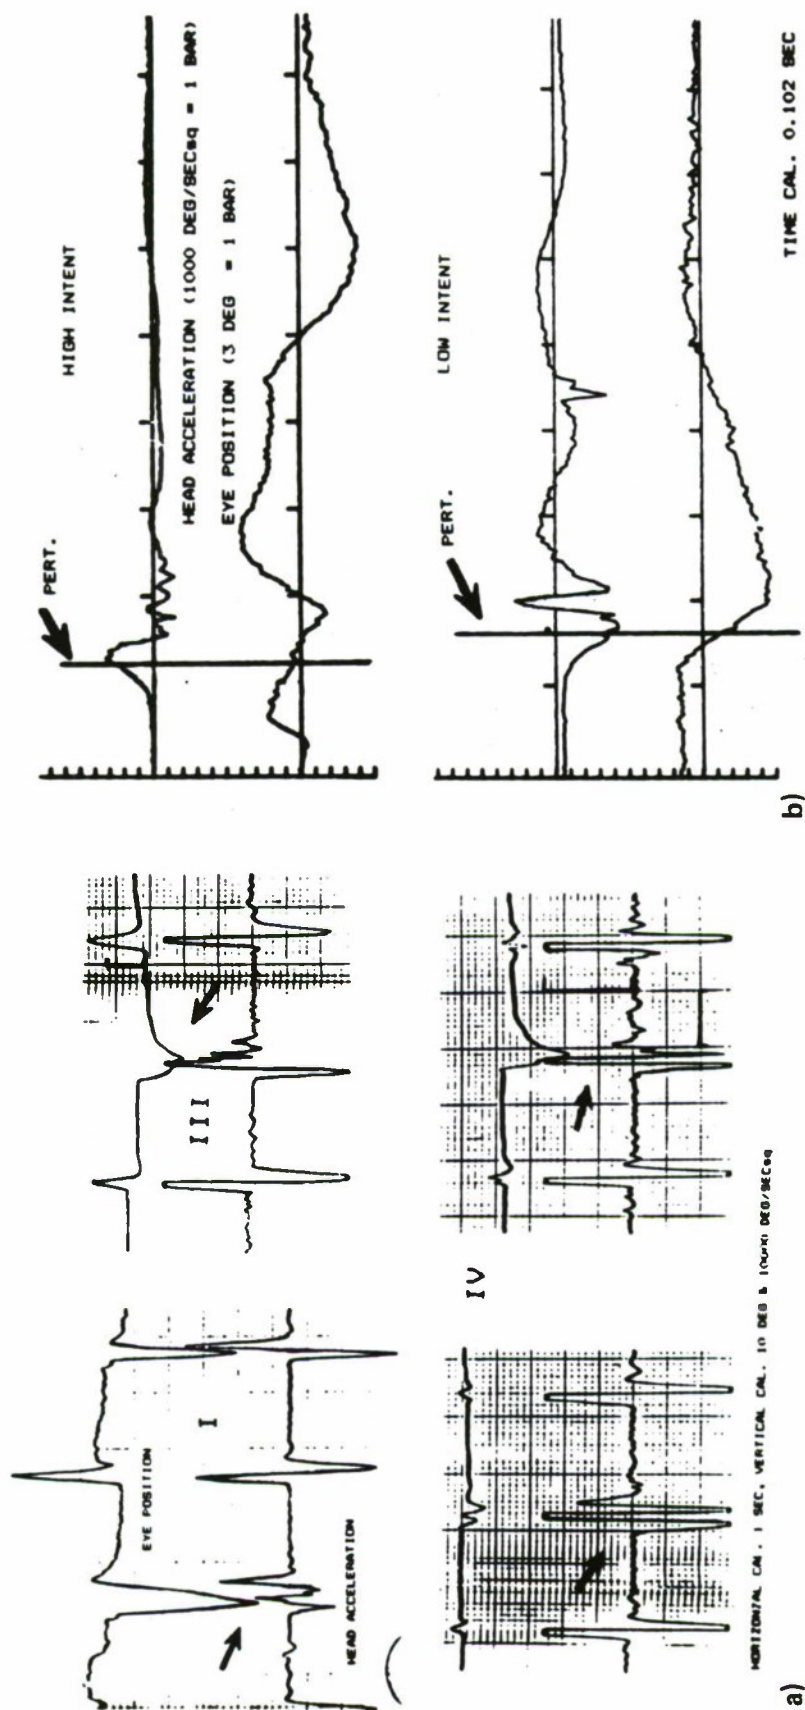 EYE POSITION
I
HEAD ACCELERATION
III
IV
HORIZONTAL CAL. 1 SEC, VERTICAL CAL. 10 DEG & 10000 DEG/SECsq
a)
PERT.
HIGH INTENT
HEAD ACCELERATION (1000 DEG/SECsq = 1 BAR)
EYE POSITION (3 DEG = 1 BAR)
PERT.
LOW INTENT
TIME CAL. 0.102 SEC
b)